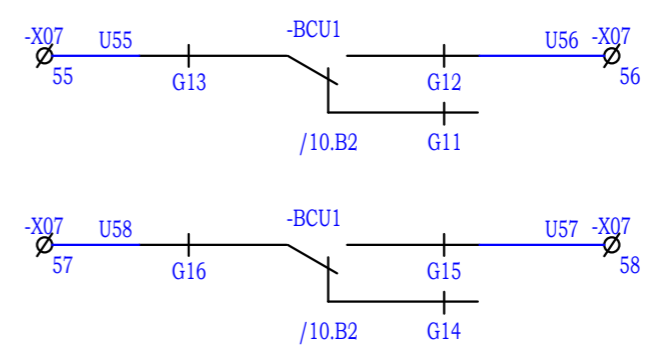 -X07 U55 -BCU1 U56 -X07
55 G13 G12 56
/10.B2 G11
-X07 U58 -BCU1 U57 -X07
57 G16 G15 58
/10.B2 G14